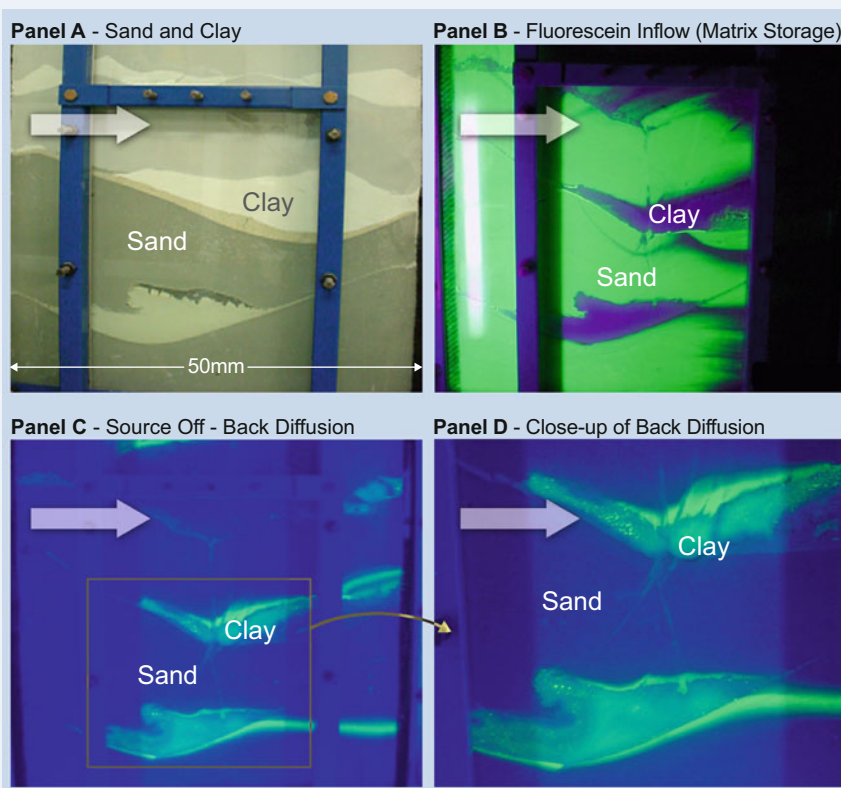 Panel A - Sand and Clay
Panel B - Fluorescein Inflow (Matrix Storage)
Clay
Sand
50mm
Clay
Sand
Panel C - Source Off - Back Diffusion
Panel D - Close-up of Back Diffusion
Clay
Sand
Clay
Sand